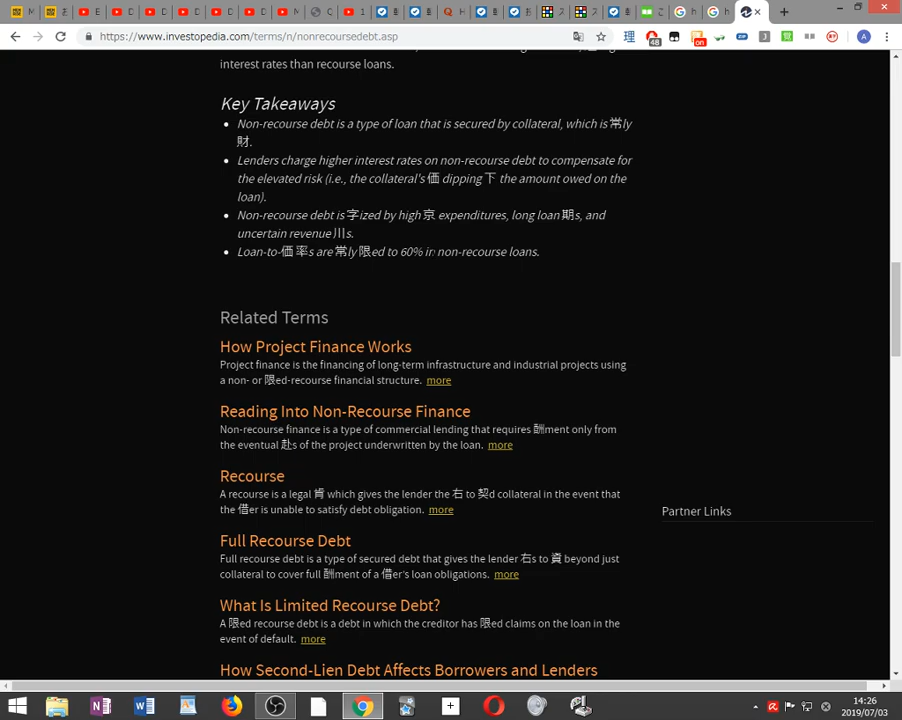 https://www.investopedia.com/terms/n/nonrecoursedebt.asp
interest rates than recourse loans.
Key Takeaways
Non-recourse debt is a type of loan that is secured by collateral, which is 常ly
財.
Lenders charge higher interest rates on non-recourse debt to compensate for
the elevated risk (i.e., the collateral's 価 dipping 下 the amount owed on the
loan).
Non-recourse debt is 字ized by high 京 expenditures, long loan 期s, and
uncertain revenue 川s.
Loan-to-価 率s are 常ly 限ed to 60% in non-recourse loans.
Related Terms
How Project Finance Works
Project finance is the financing of long-term infrastructure and industrial projects using
a non- or 限ed-recourse financial structure. more
Reading Into Non-Recourse Finance
Non-recourse finance is a type of commercial lending that requires 酬ment only from
the eventual 赴s of the project underwritten by the loan. more
Recourse
A recourse is a legal 肯 which gives the lender the 右 to 契d collateral in the event that
the 借er is unable to satisfy debt obligation. more
Partner Links
Full Recourse Debt
Full recourse debt is a type of secured debt that gives the lender 右s to 資 beyond just
collateral to cover full 酬ment of a 借er's loan obligations. more
What Is Limited Recourse Debt?
A 限ed recourse debt is a debt in which the creditor has 限ed claims on the loan in the
event of default. more
How Second-Lien Debt Affects Borrowers and Lenders
14:26
2019/07/03